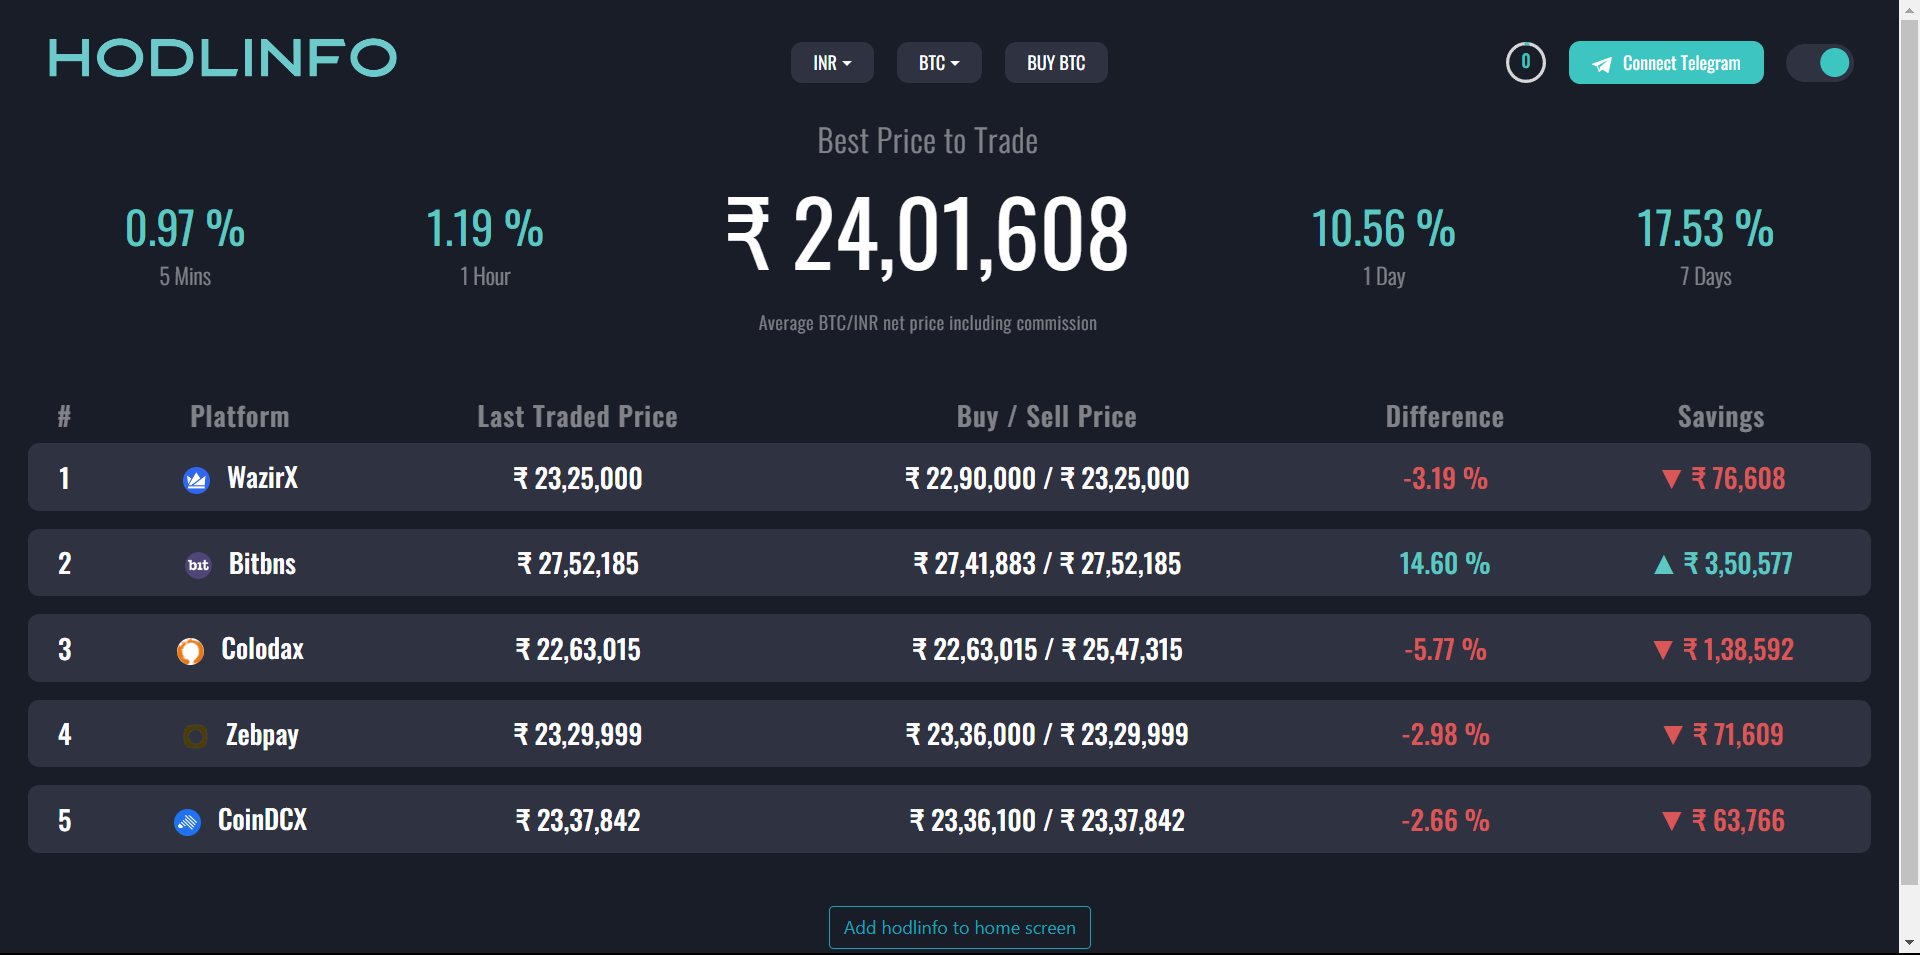 HODLINFO
INR BTC BUY BTC
0 Connect Telegram
Best Price to Trade
0.97 % 1.19 % ₹ 24,01,608 10.56 % 17.53 %
5 Mins 1 Hour 1 Day 7 Days
Average BTC/INR net price including commission
# Platform Last Traded Price Buy / Sell Price Difference Savings
1 WazirX ₹ 23,25,000 ₹ 22,90,000 / ₹ 23,25,000 -3.19 % ▼ ₹ 76,608
2 bit Bitbns ₹ 27,52,185 ₹ 27,41,883 / ₹ 27,52,185 14.60 % ▲ ₹ 3,50,577
3 Colodax ₹ 22,63,015 ₹ 22,63,015 / ₹ 25,47,315 -5.77 % ▼ ₹ 1,38,592
4 Zebpay ₹ 23,29,999 ₹ 23,36,000 / ₹ 23,29,999 -2.98 % ▼ ₹ 71,609
5 CoinDCX ₹ 23,37,842 ₹ 23,36,100 / ₹ 23,37,842 -2.66 % ▼ ₹ 63,766
Add hodlinfo to home screen